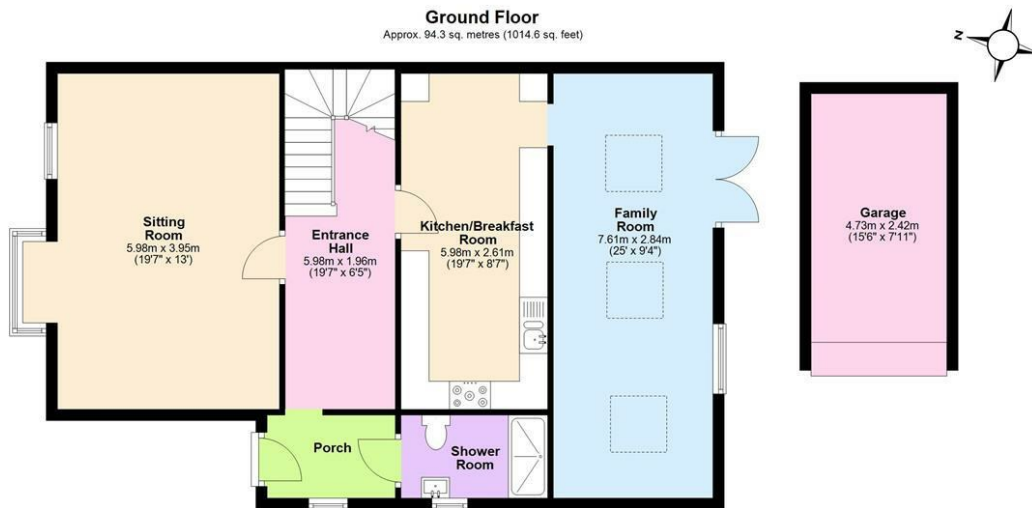 Ground Floor
Approx. 94.3 sq. metres (1014.6 sq. feet)
N
Sitting
Room
5.98m x 3.95m
(19'7" x 13')
Entrance
Hall
5.98m x 1.96m
(19'7" x 6'5")
Kitchen/Breakfast
Room
5.98m x 2.61m
(19'7" x 8'7")
Family
Room
7.61m x 2.84m
(25' x 9'4")
Garage
4.73m x 2.42m
(15'6" x 7'11")
Porch
Shower
Room